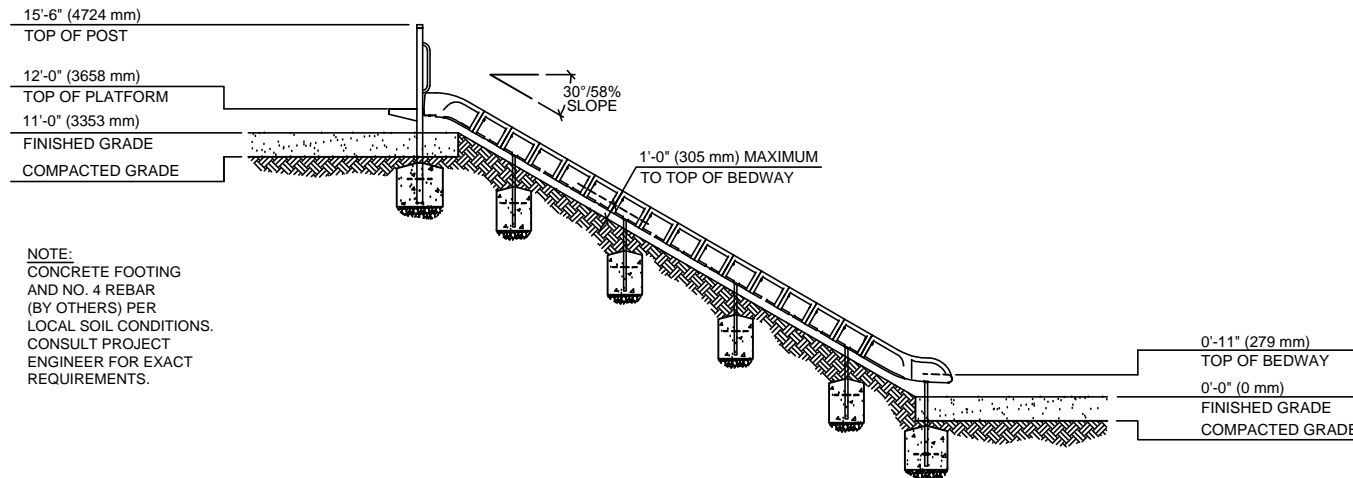 15'-6" (4724 mm)
TOP OF POST
12'-0" (3658 mm)
TOP OF PLATFORM
11'-0" (3353 mm)
FINISHED GRADE
COMPACTED GRADE
30°/58%
SLOPE
1'-0" (305 mm) MAXIMUM
TO TOP OF BEDWAY
NOTE:
CONCRETE FOOTING
AND NO. 4 REBAR
(BY OTHERS) PER
LOCAL SOIL CONDITIONS.
CONSULT PROJECT
ENGINEER FOR EXACT
REQUIREMENTS.
0'-11" (279 mm)
TOP OF BEDWAY
0'-0" (0 mm)
FINISHED GRADE
COMPACTED GRADE